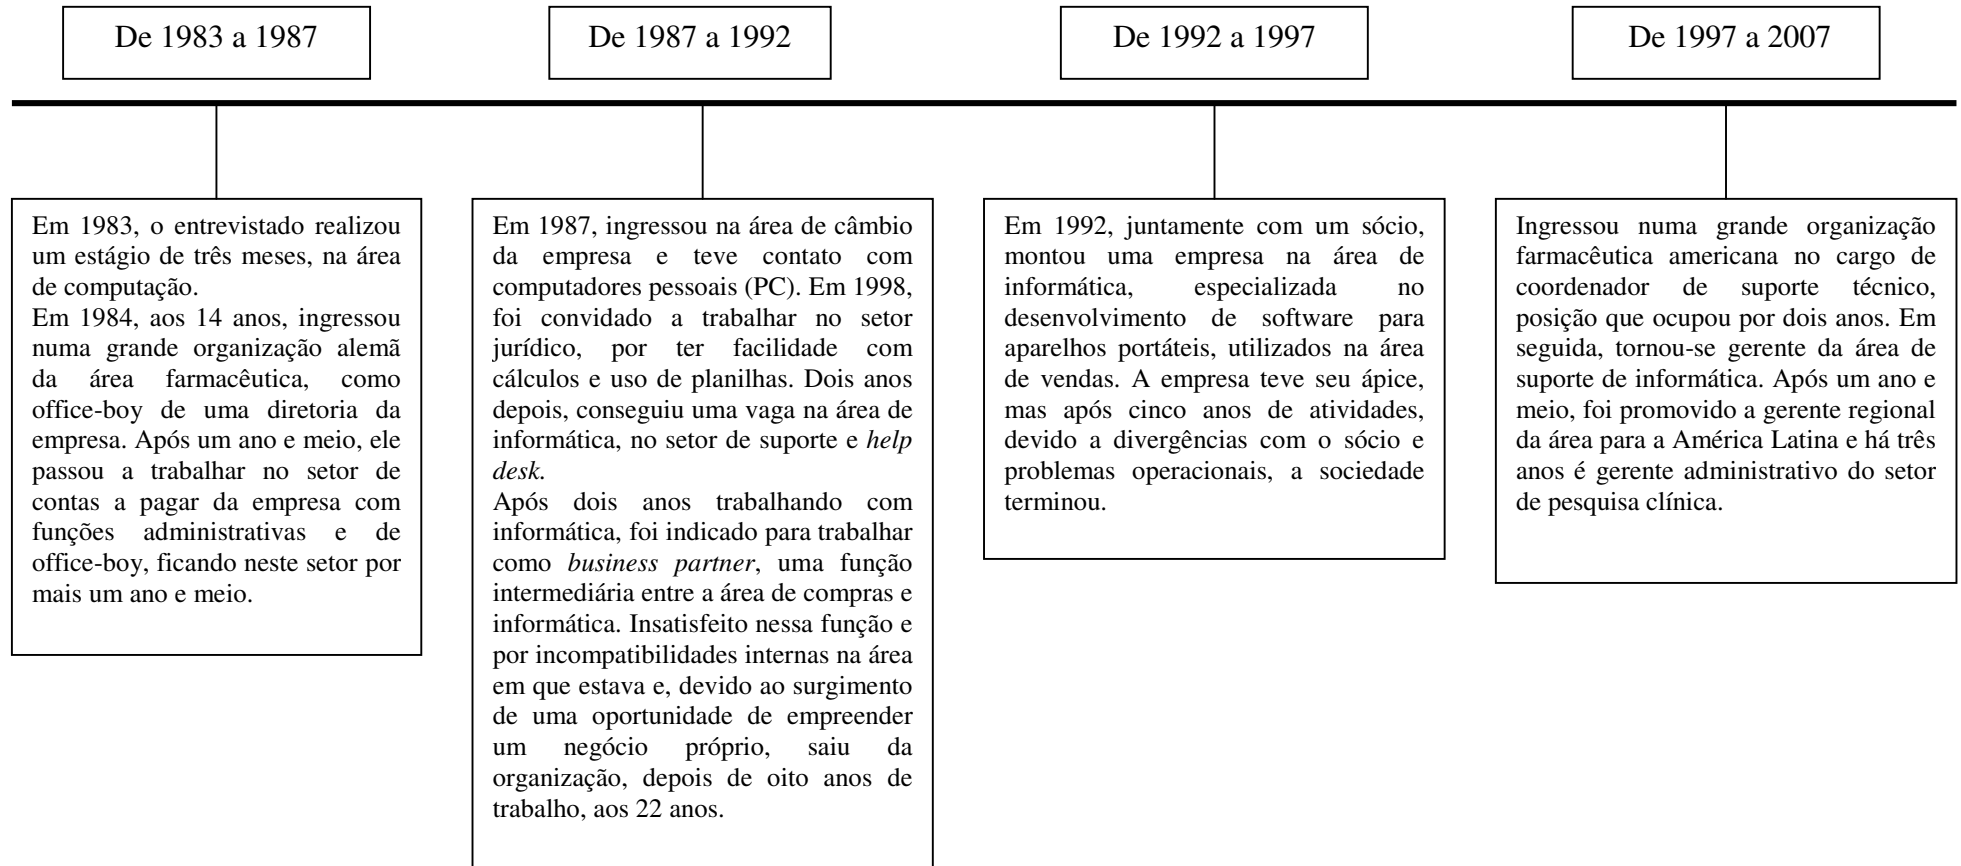 De 1983 a 1987
De 1987 a 1992
De 1992 a 1997
De 1997 a 2007
Em 1983, o entrevistado realizou
um estágio de três meses, na área
de computação.
Em 1984, aos 14 anos, ingressou
numa grande organização alemã
da área farmacêutica, como
office-boy de uma diretoria da
empresa. Após um ano e meio, ele
passou a trabalhar no setor de
contas a pagar da empresa com
funções administrativas e de
office-boy, ficando neste setor por
mais um ano e meio.
Em 1987, ingressou na área de câmbio
da empresa e teve contato com
computadores pessoais (PC). Em 1998,
foi convidado a trabalhar no setor
jurídico, por ter facilidade com
cálculos e uso de planilhas. Dois anos
depois, conseguiu uma vaga na área de
informática, no setor de suporte e help
desk.
Após dois anos trabalhando com
informática, foi indicado para trabalhar
como business partner, uma função
intermediária entre a área de compras e
informática. Insatisfeito nessa função e
por incompatibilidades internas na área
em que estava e, devido ao surgimento
de uma oportunidade de empreender
um negócio próprio, saiu da
organização, depois de oito anos de
trabalho, aos 22 anos.
Em 1992, juntamente com um sócio,
montou uma empresa na área de
informática, especializada no
desenvolvimento de software para
aparelhos portáteis, utilizados na área
de vendas. A empresa teve seu ápice,
mas após cinco anos de atividades,
devido a divergências com o sócio e
problemas operacionais, a sociedade
terminou.
Ingressou numa grande organização
farmacêutica americana no cargo de
coordenador de suporte técnico,
posição que ocupou por dois anos. Em
seguida, tornou-se gerente da área de
suporte de informática. Após um ano e
meio, foi promovido a gerente regional
da área para a América Latina e há três
anos é gerente administrativo do setor
de pesquisa clínica.